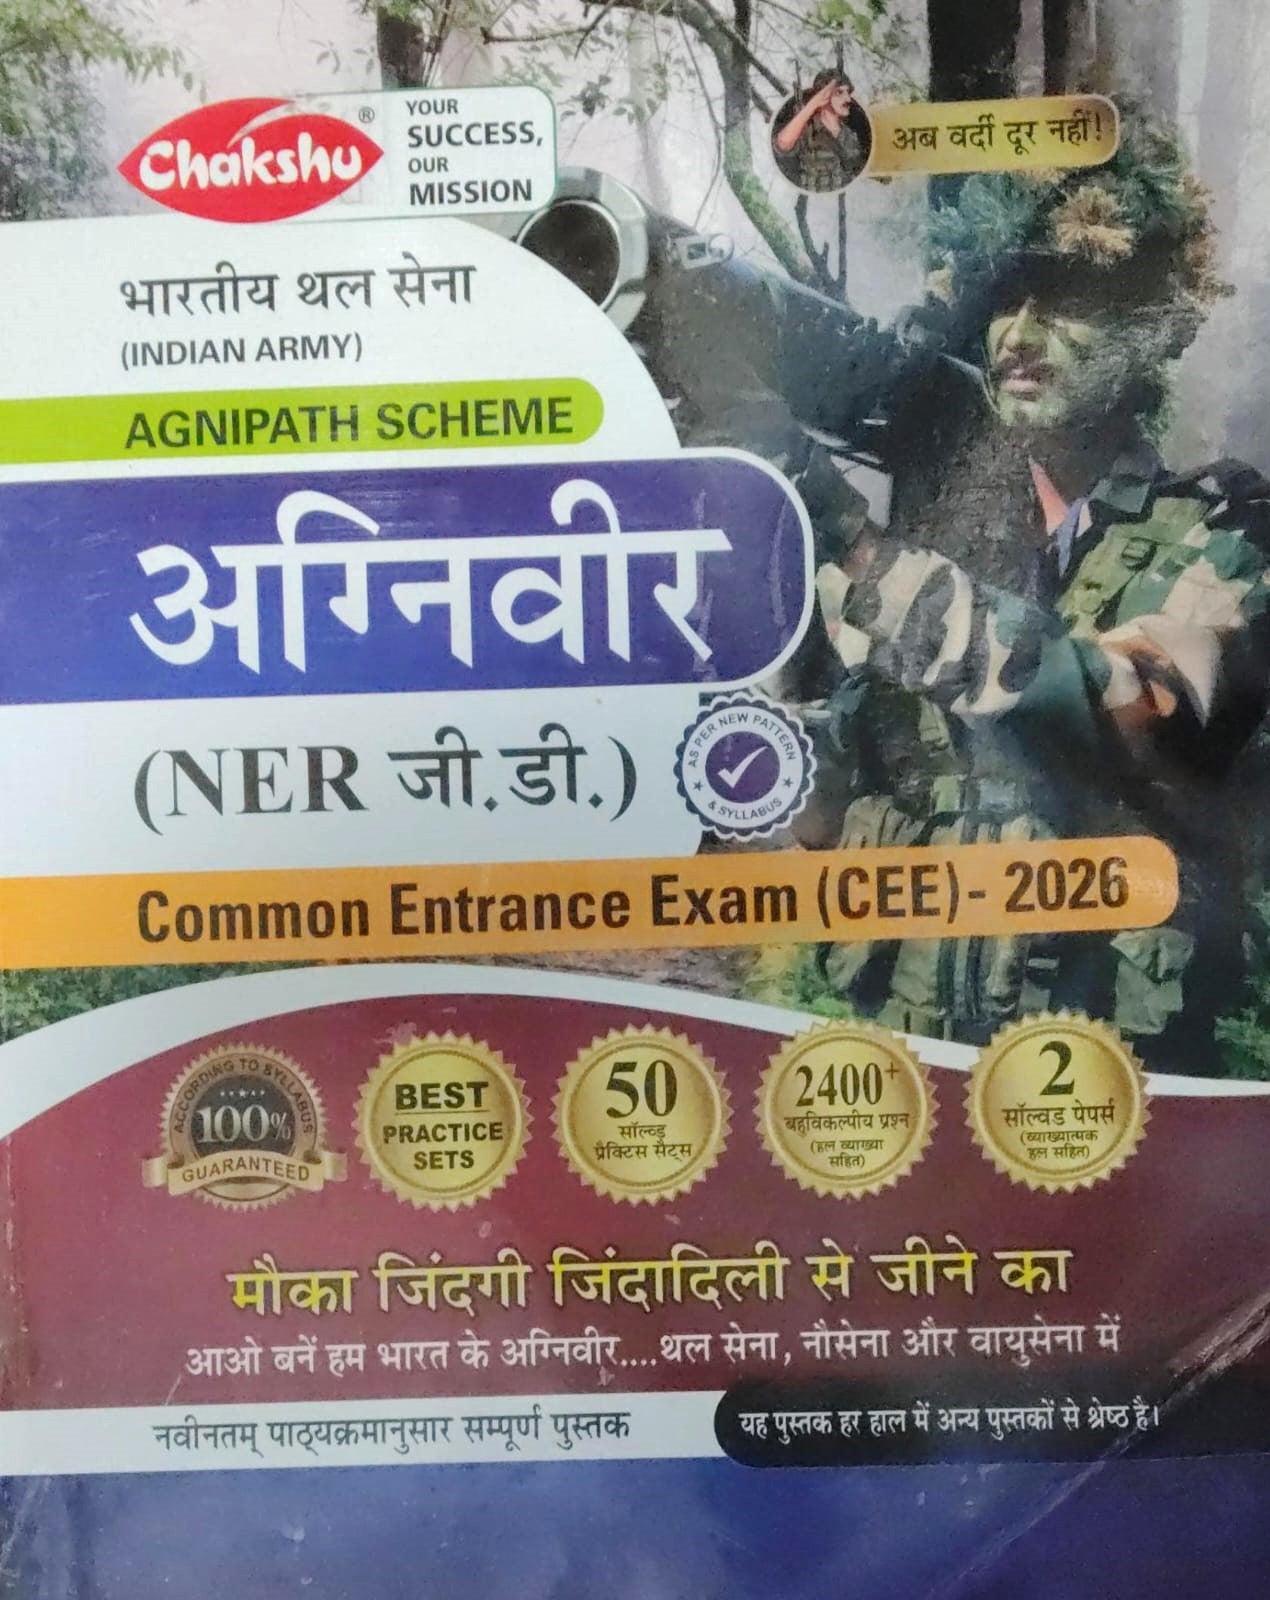 Chakshu ®
YOUR
SUCCESS,
OUR
MISSION
अब वर्दी दूर नहीं!
भारतीय थल सेना
(INDIAN ARMY)
AGNIPATH SCHEME
अग्निवीर
(NER जी.डी.)
AS PER NEW PATTERN
& SYLLABUS
Common Entrance Exam (CEE)- 2026
ACCORDING TO SYLLABUS
100%
GUARANTEED
BEST
PRACTICE
SETS
50
सॉल्व्ड
प्रैक्टिस सैट्स
2400+
बहुविकल्पीय प्रश्न
(हल व्याख्या
सहित)
2
सॉल्वड पेपर्स
(व्याख्यात्मक
हल सहित)
मौका जिंदगी जिंदादिली से जीने का
आओ बनें हम भारत के अग्निवीर....थल सेना, नौसेना और वायुसेना में
नवीनतम् पाठ्यक्रमानुसार सम्पूर्ण पुस्तक
यह पुस्तक हर हाल में अन्य पुस्तकों से श्रेष्ठ है।